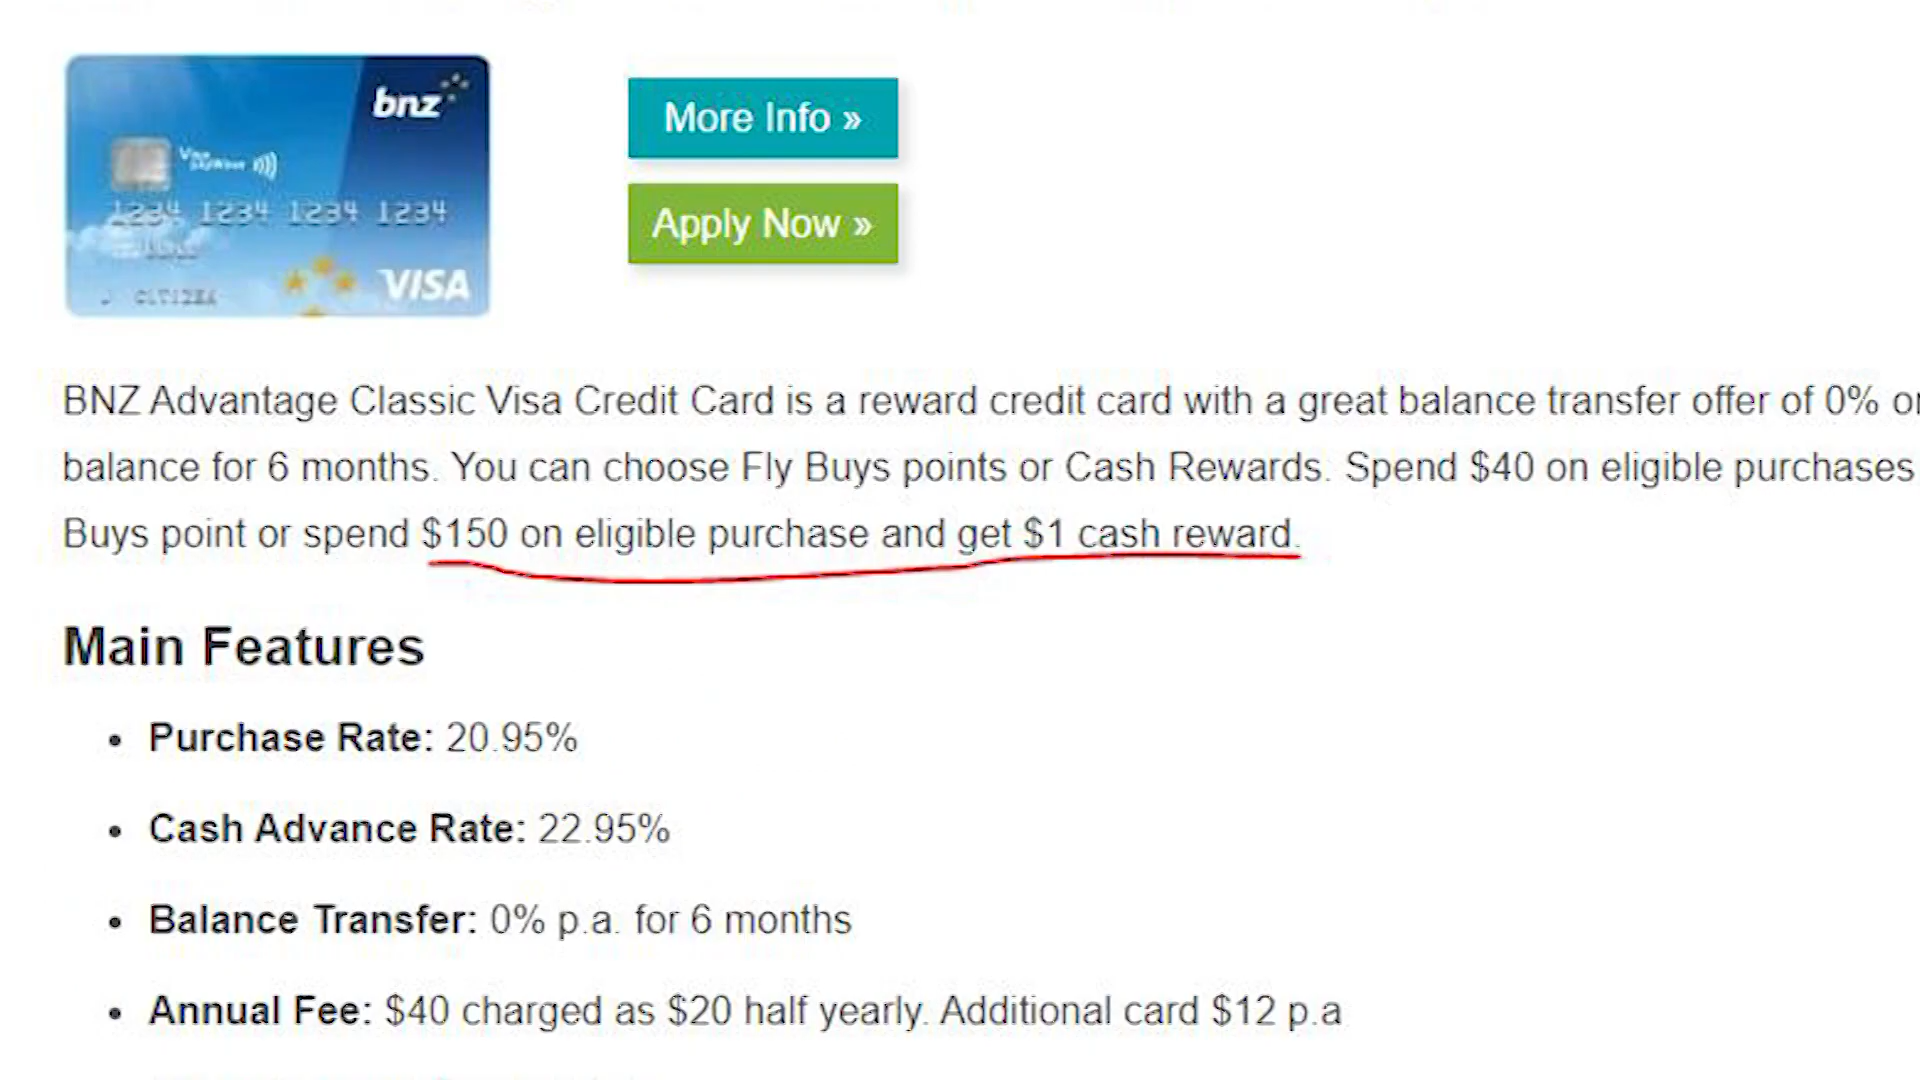 bnz
1234 1234 1234 1234
VISA
More Info »
Apply Now »
BNZ Advantage Classic Visa Credit Card is a reward credit card with a great balance transfer offer of 0%
balance for 6 months. You can choose Fly Buys points or Cash Rewards. Spend $40 on eligible purchases
Buys point or spend $150 on eligible purchase and get $1 cash reward.
Main Features
• Purchase Rate: 20.95%
• Cash Advance Rate: 22.95%
• Balance Transfer: 0% p.a. for 6 months
• Annual Fee: $40 charged as $20 half yearly. Additional card $12 p.a